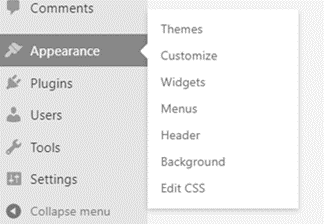 Comments
Appearance
Plugins
Users
Tools
Settings
Collapse menu
Themes
Customize
Widgets
Menus
Header
Background
Edit CSS